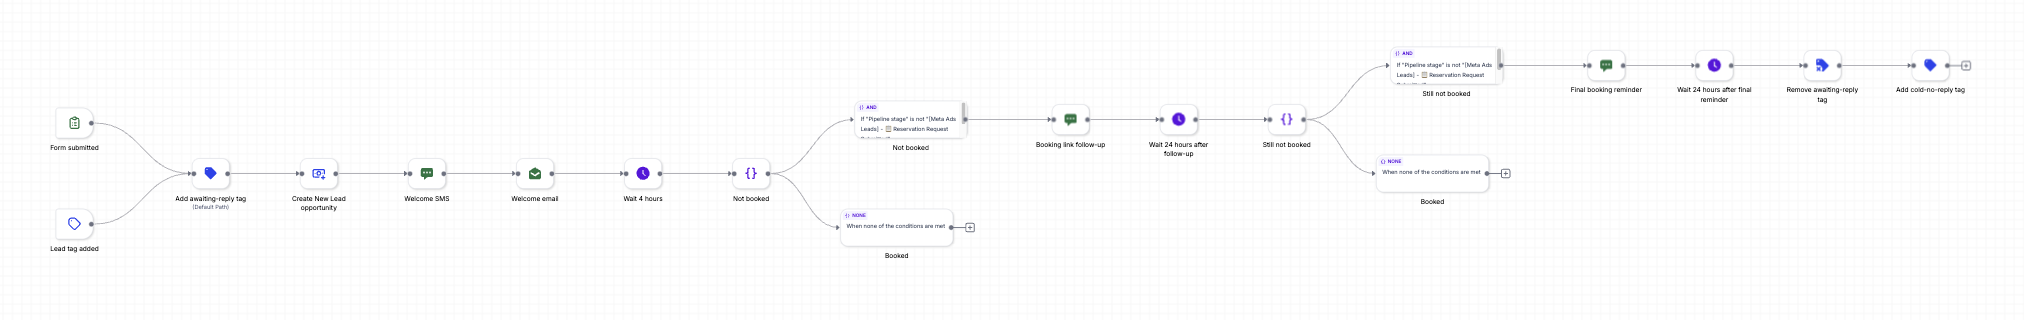 Form submitted
Lead tag added
Add awaiting-reply tag
(Default Path)
Create New Lead
opportunity
Welcome SMS
Welcome email
Wait 4 hours
Not booked
AND
If "Pipeline stage" is not "[Meta Ads
Leads] - 📋 Reservation Request
Not booked
NONE
When none of the conditions are met
Booked
Booking link follow-up
Wait 24 hours after
follow-up
Still not booked
AND
If "Pipeline stage" is not "[Meta Ads
Leads] - 📋 Reservation Request
Still not booked
NONE
When none of the conditions are met
Booked
Final booking reminder
Wait 24 hours after final
reminder
Remove awaiting-reply
tag
Add cold-no-reply tag